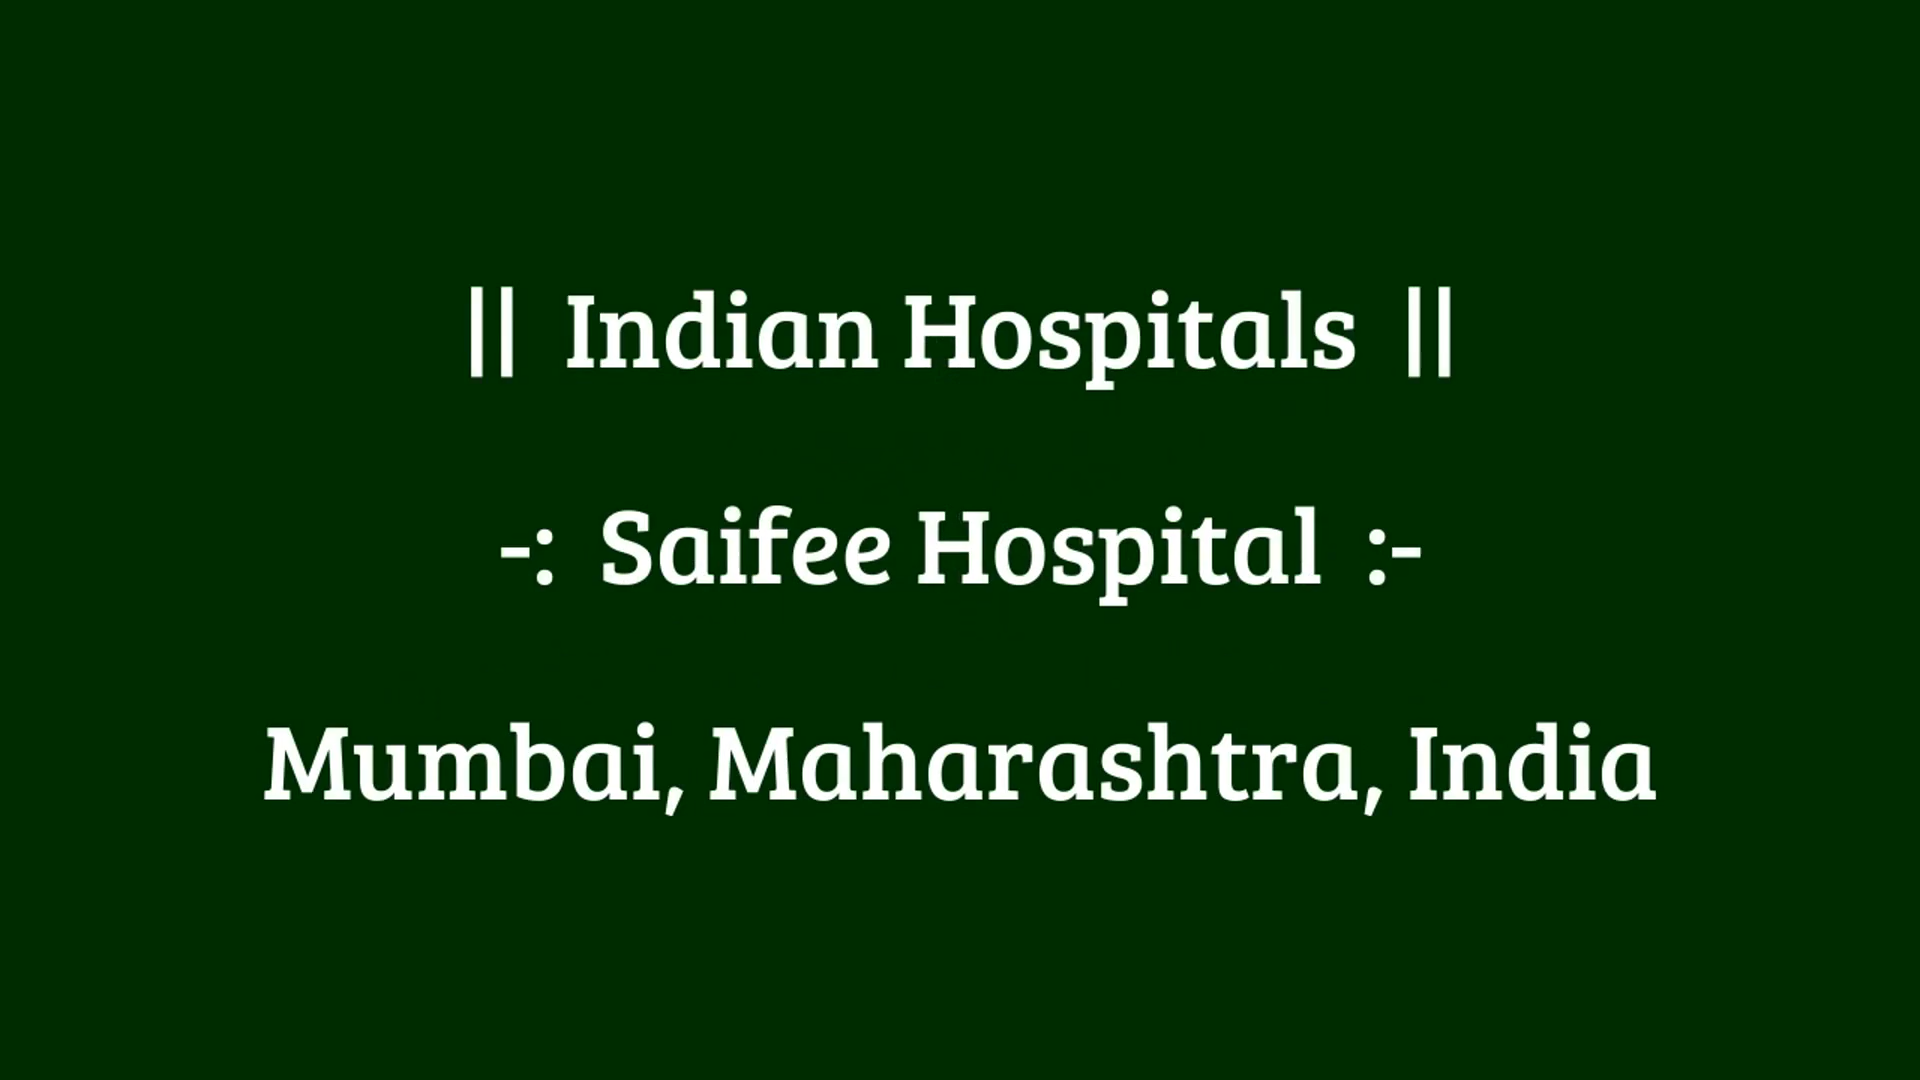 || Indian Hospitals ||
-: Saifee Hospital :-
Mumbai, Maharashtra, India